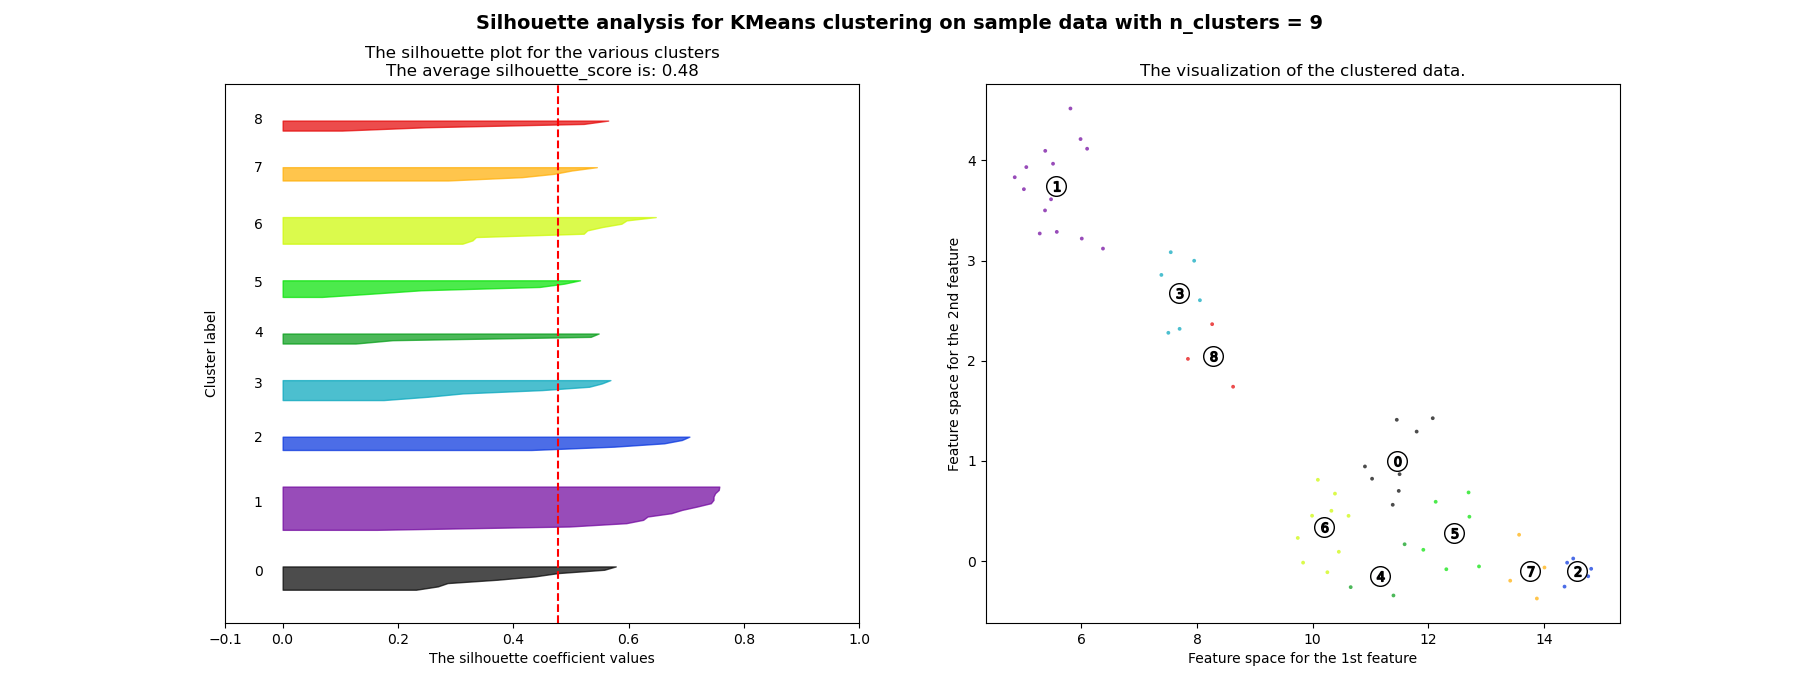 Silhouette analysis for KMeans clustering on sample data with n_clusters = 9
The silhouette plot for the various clusters
The average silhouette_score is: 0.48
8
7
6
5
4
3
2
1
0
Cluster label
−0.1 0.0 0.2 0.4 0.6 0.8 1.0
The silhouette coefficient values
The visualization of the clustered data.
4
3
2
1
0
Feature space for the 2nd feature
1
3
8
0
6
5
4
7
2
6 8 10 12 14
Feature space for the 1st feature